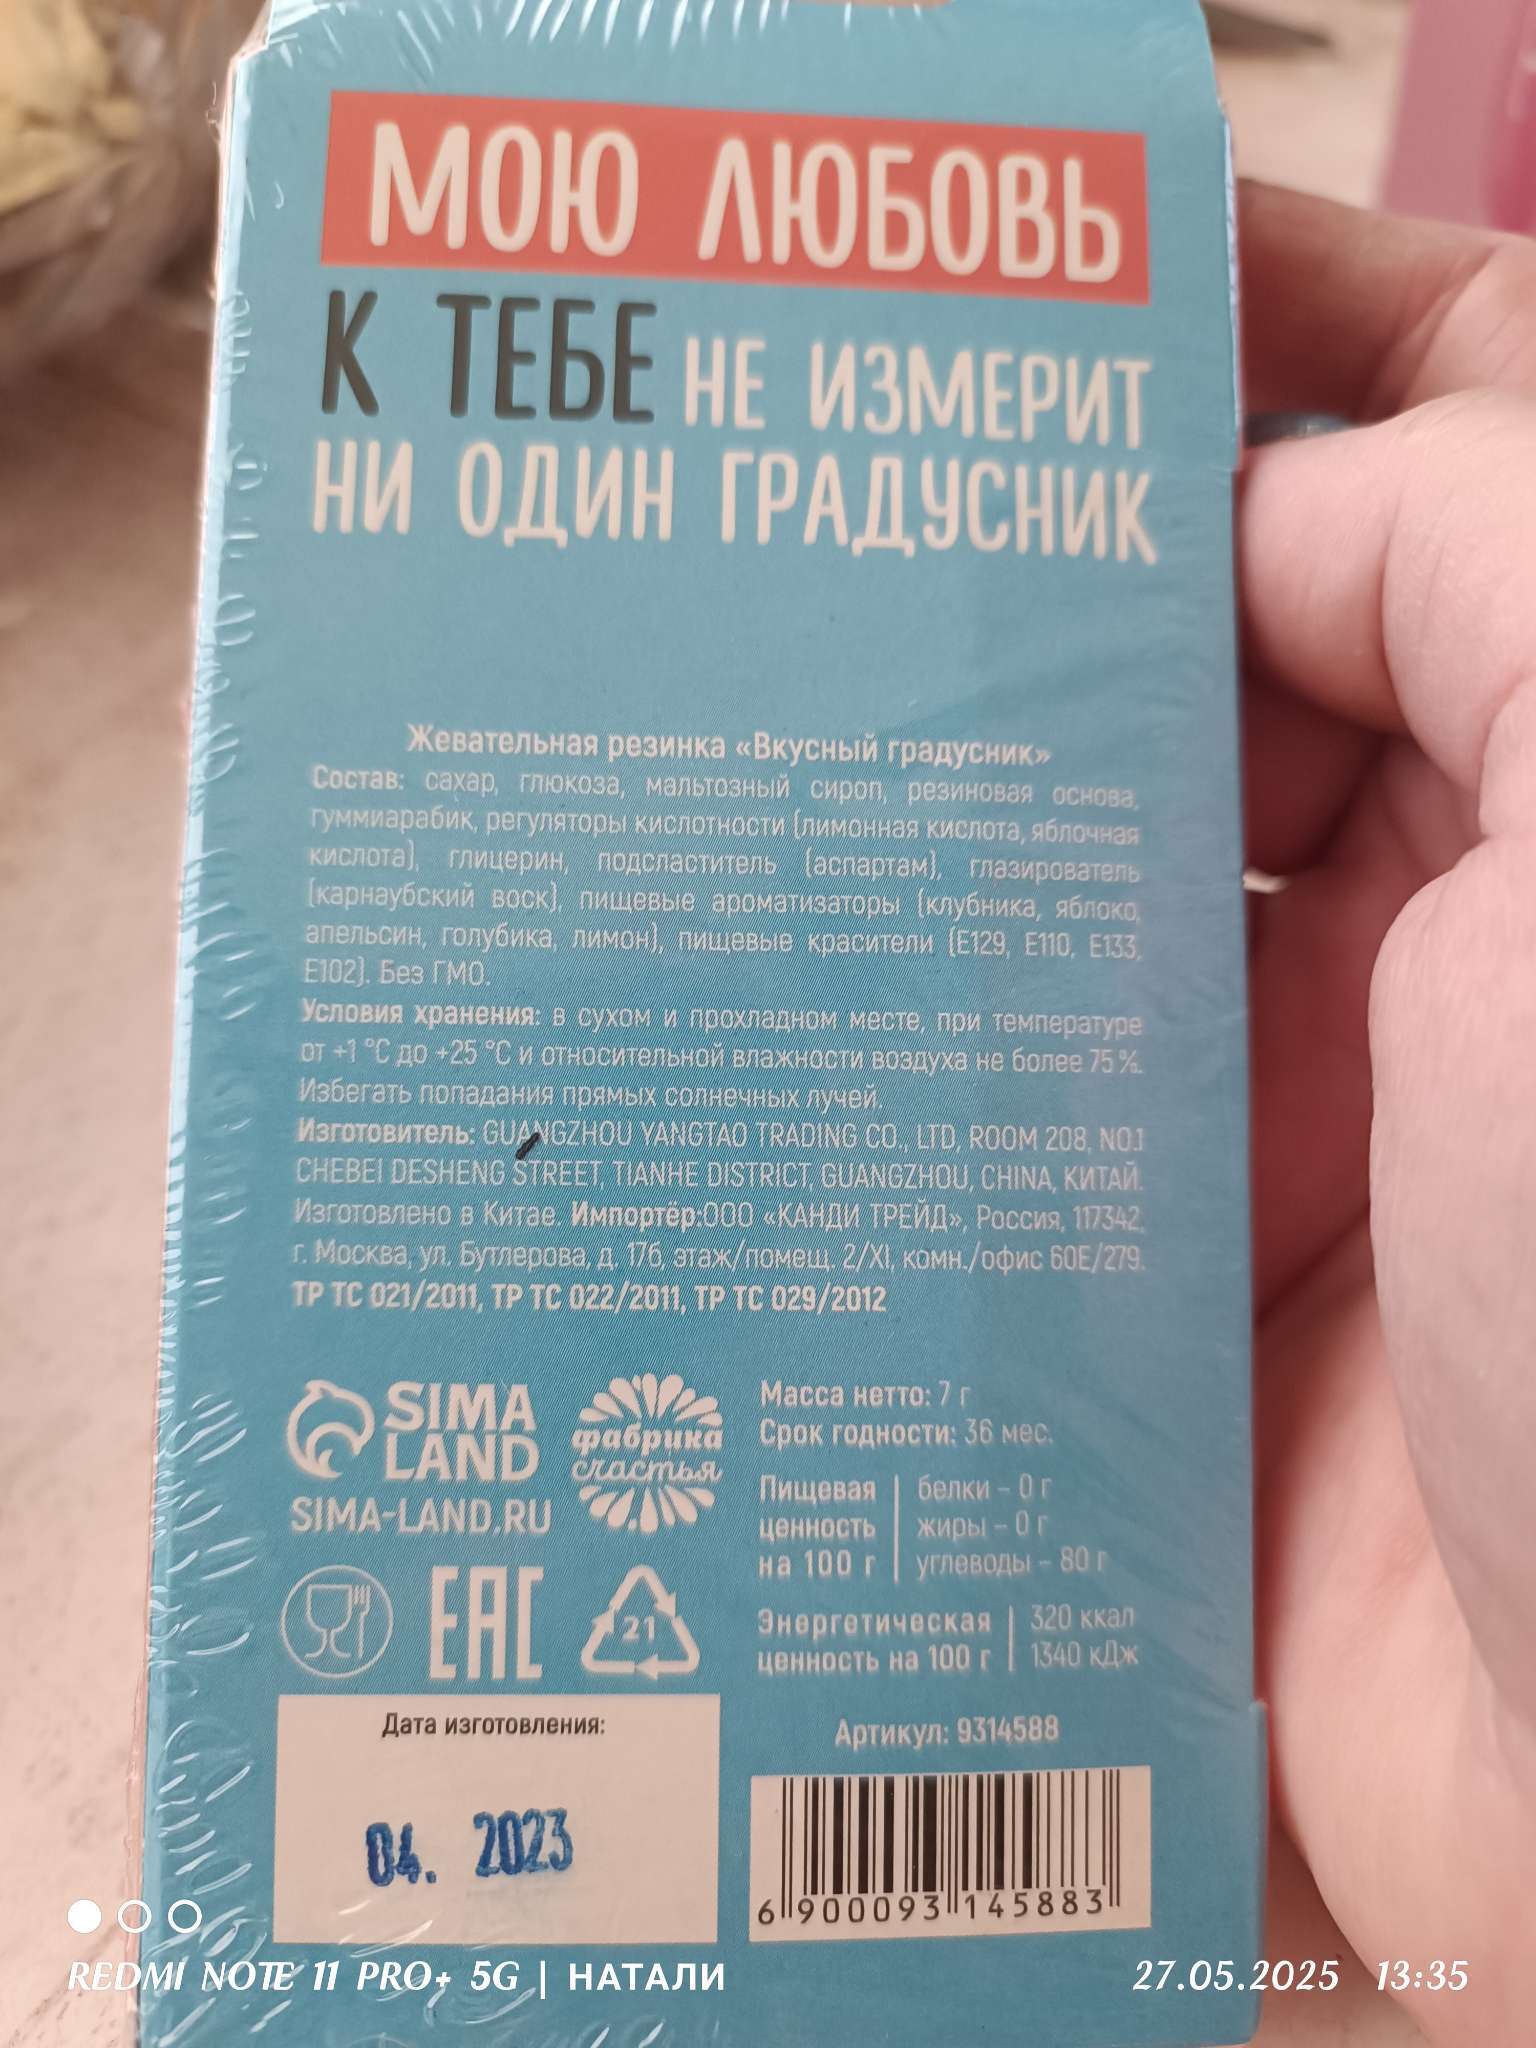 МОЮ ЛЮБОВЬ
К ТЕБЕ НЕ ИЗМЕРИТ
НИ ОДИН ГРАДУСНИК
Жевательная резинка «Вкусный градусник»
Состав: сахар, глюкоза, мальтозный сироп, резиновая основа,
гуммиарабик, регуляторы кислотности (лимонная кислота, яблочная
кислота), глицерин, подсластитель (аспартам), глазирователь
(карнаубский воск), пищевые ароматизаторы (клубника, яблоко,
апельсин, голубика, лимон), пищевые красители (Е129, Е110, Е133,
Е102). Без ГМО.
Условия хранения: в сухом и прохладном месте, при температуре
от +1 °С до +25 °С и относительной влажности воздуха не более 75 %.
Избегать попадания прямых солнечных лучей.
Изготовитель: GUANGZHOU YANGTAO TRADING CO., LTD, ROOM 208, NO.1
CHEBEI DESHENG STREET, TIANHE DISTRICT, GUANGZHOU, CHINA, КИТАЙ.
Изготовлено в Китае. Импортёр:ООО «КАНДИ ТРЕЙД», Россия, 117342,
г. Москва, ул. Бутлерова, д. 17б, этаж/помещ. 2/XI, комн./офис 60Е/279.
ТР ТС 021/2011, ТР ТС 022/2011, ТР ТС 029/2012
SIMA
LAND
SIMA-LAND.RU
фабрика
счастья
Масса нетто: 7 г
Срок годности: 36 мес.
Пищевая
ценность
на 100 г
белки – 0 г
жиры – 0 г
углеводы – 80 г
EAC
21
Энергетическая
ценность на 100 г
320 ккал
1340 кДж
Дата изготовления:
04. 2023
Артикул: 9314588
6 900093 145883
REDMI NOTE 11 PRO+ 5G | НАТАЛИ
27.05.2025 13:35